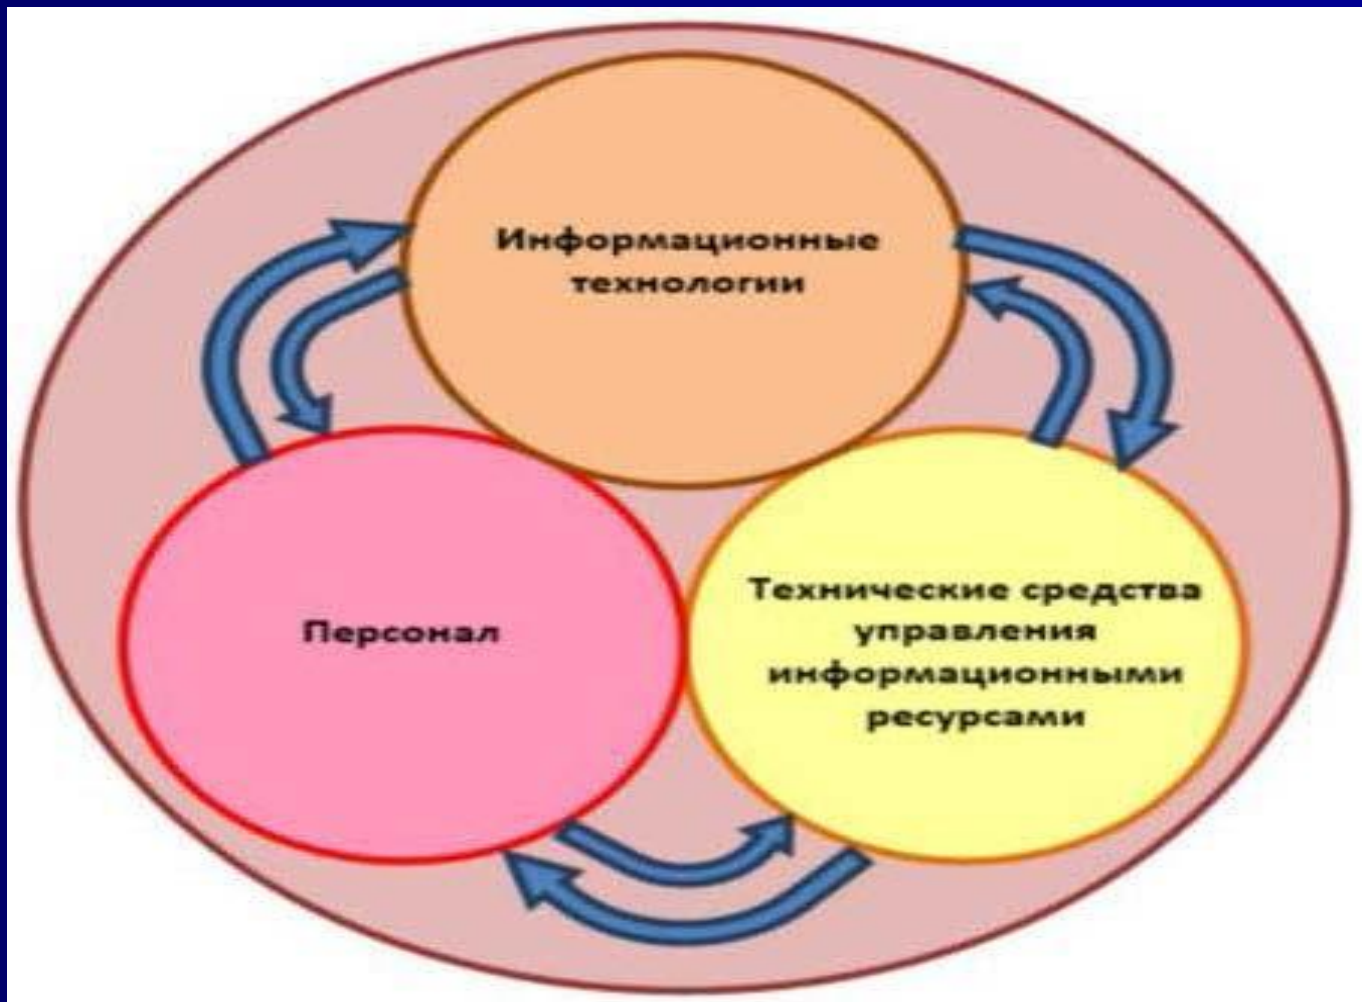 Информационные
технологии
Персонал
Технические средства
управления
информационными
ресурсами